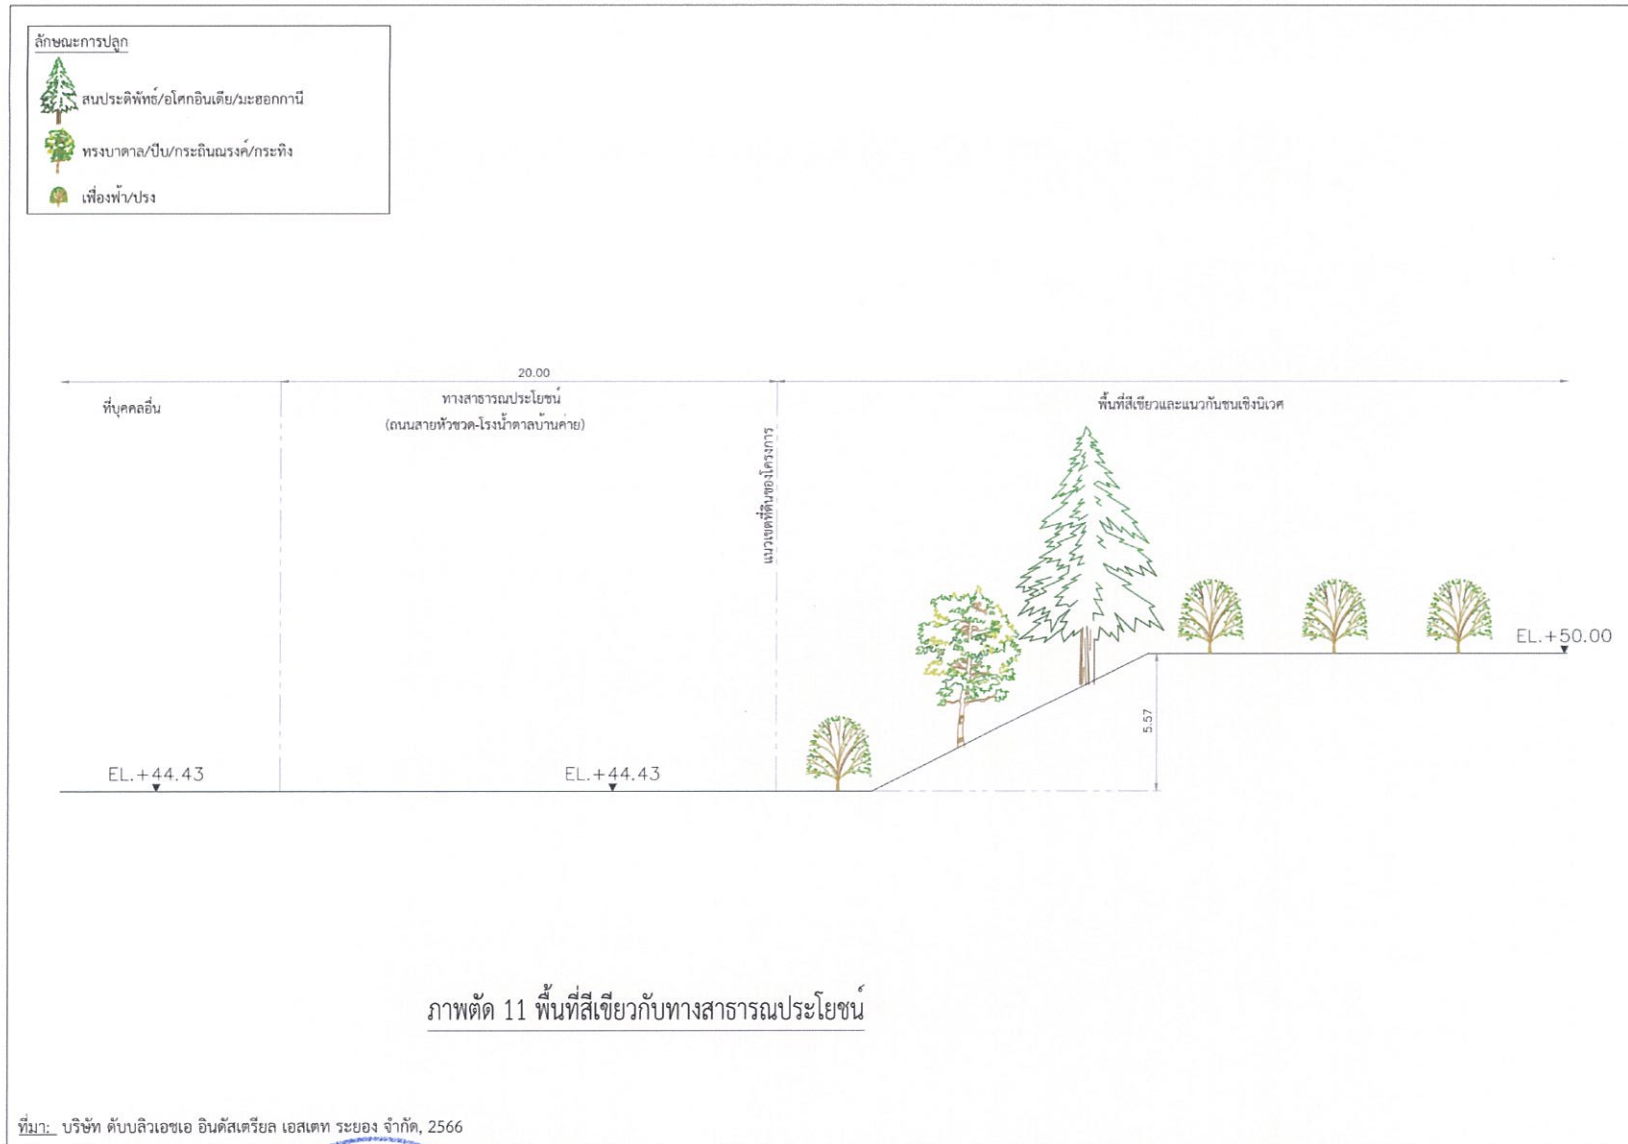 ลักษณะการปลูก
สนประดิพัทธ์/อโศกอินเดีย/มะฮอกกานี
ทรงบาดาล/ปีบ/กระถินณรงค์/กระทิง
เฟื่องฟ้า/ปรง
20.00
ที่บุคคลอื่น
ทางสาธารณประโยชน์
(ถนนสายหัวขวด-โรงน้ำตาลบ้านค่าย)
แนวเขตที่ดินของโครงการ
พื้นที่สีเขียวและแนวกันชนเชิงนิเวศ
EL.+50.00
5.57
EL.+44.43
EL.+44.43
ภาพตัด 11 พื้นที่สีเขียวกับทางสาธารณประโยชน์
ที่มา: บริษัท ดับบลิวเอชเอ อินดัสเตรียล เอสเตท ระยอง จำกัด, 2566